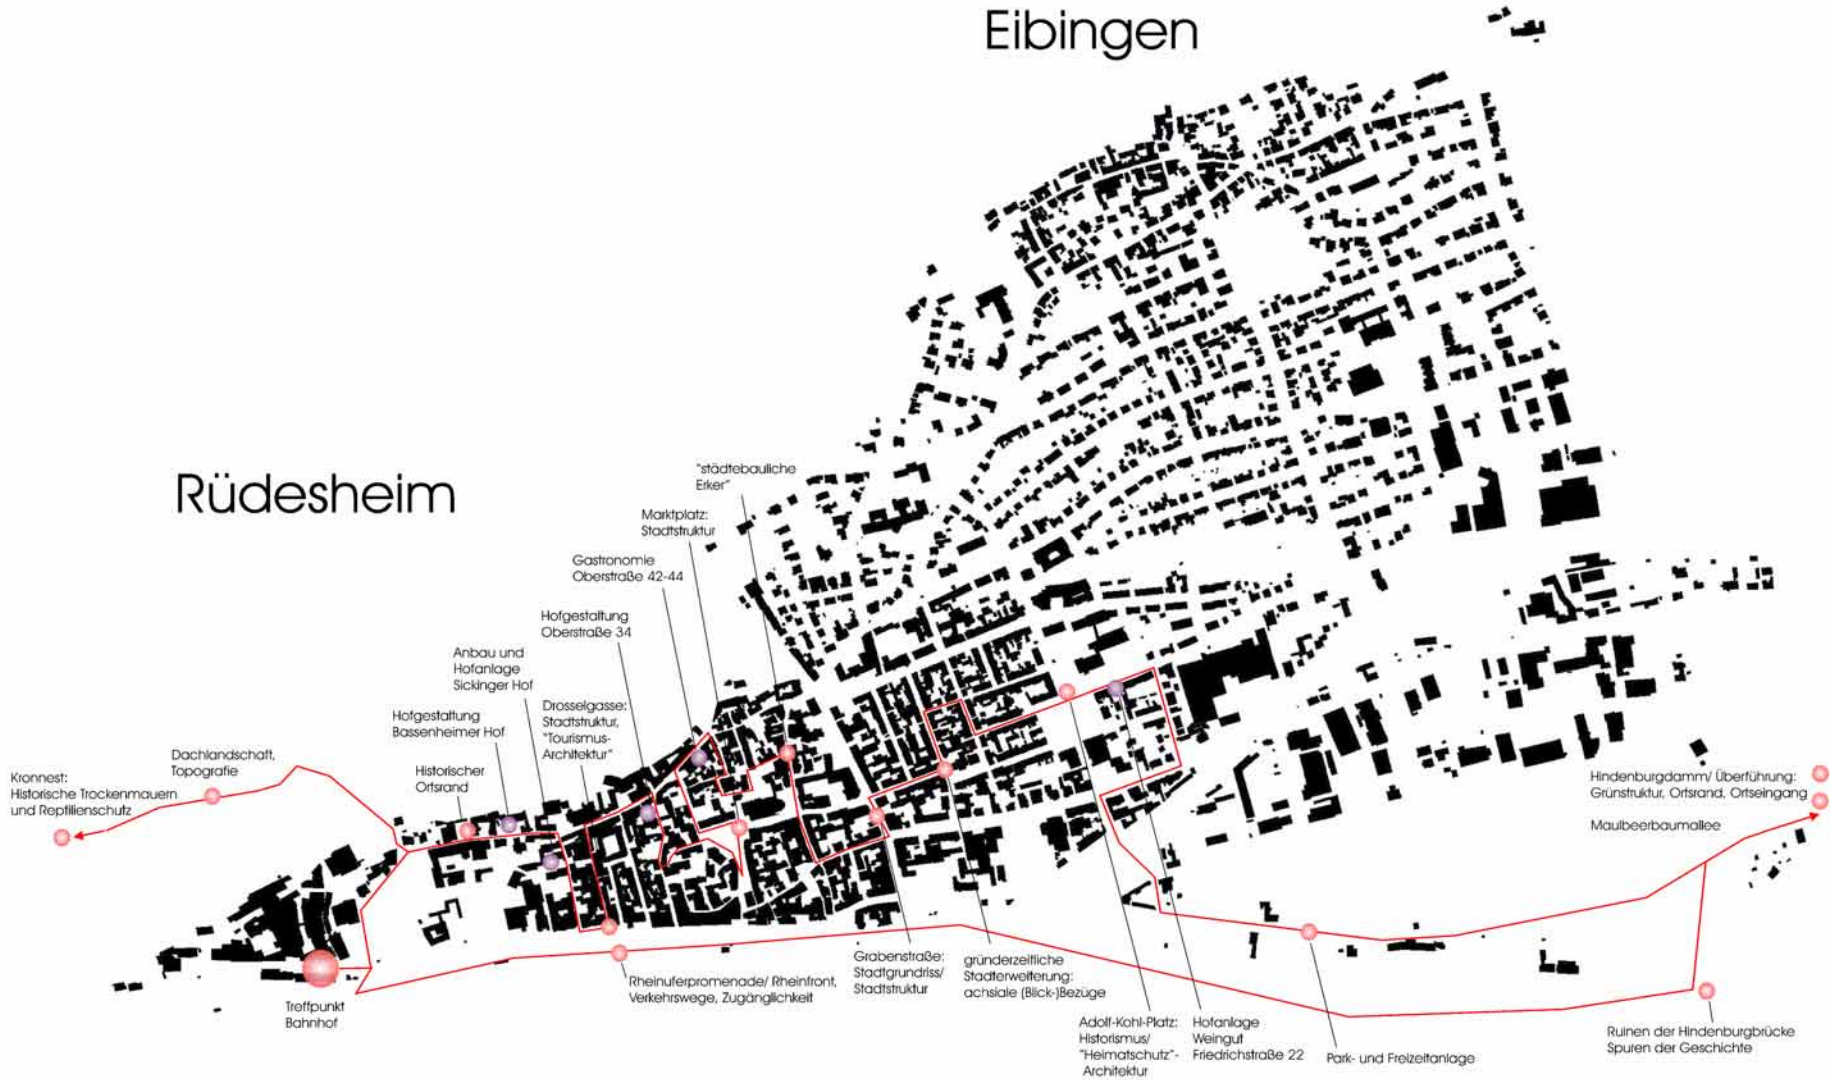 Eibingen
Rüdesheim
"städtebauliche
Erker"
Marktplatz:
Stadtstruktur
Gastronomie
Oberstraße 42-44
Hofgestaltung
Oberstraße 34
Anbau und
Hofanlage
Sickinger Hof
Drosselgasse:
Stadtstruktur,
"Tourismus-
Architektur"
Hofgestaltung
Bassenheimer Hof
Historischer
Ortsrand
Dachlandschaft,
Topografie
Kronnest:
Historische Trockenmauern
und Reptilienschutz
Hindenburgdamm/ Überführung:
Grünstruktur, Ortsrand, Ortseingang
Maulbeerbaumallee
Treffpunkt
Bahnhof
Rheinuferpromenade/ Rheinfront,
Verkehrswege, Zugänglichkeit
Grabenstraße:
Stadtgrundriss/
Stadtstruktur
gründerzeitliche
Stadterweiterung:
achsiale (Blick-)Bezüge
Adolf-Kohl-Platz:
Historismus/
"Heimatschutz"-
Architektur
Hofanlage
Weingut
Friedrichstraße 22
Park- und Freizeitanlage
Ruinen der Hindenburgbrücke
Spuren der Geschichte